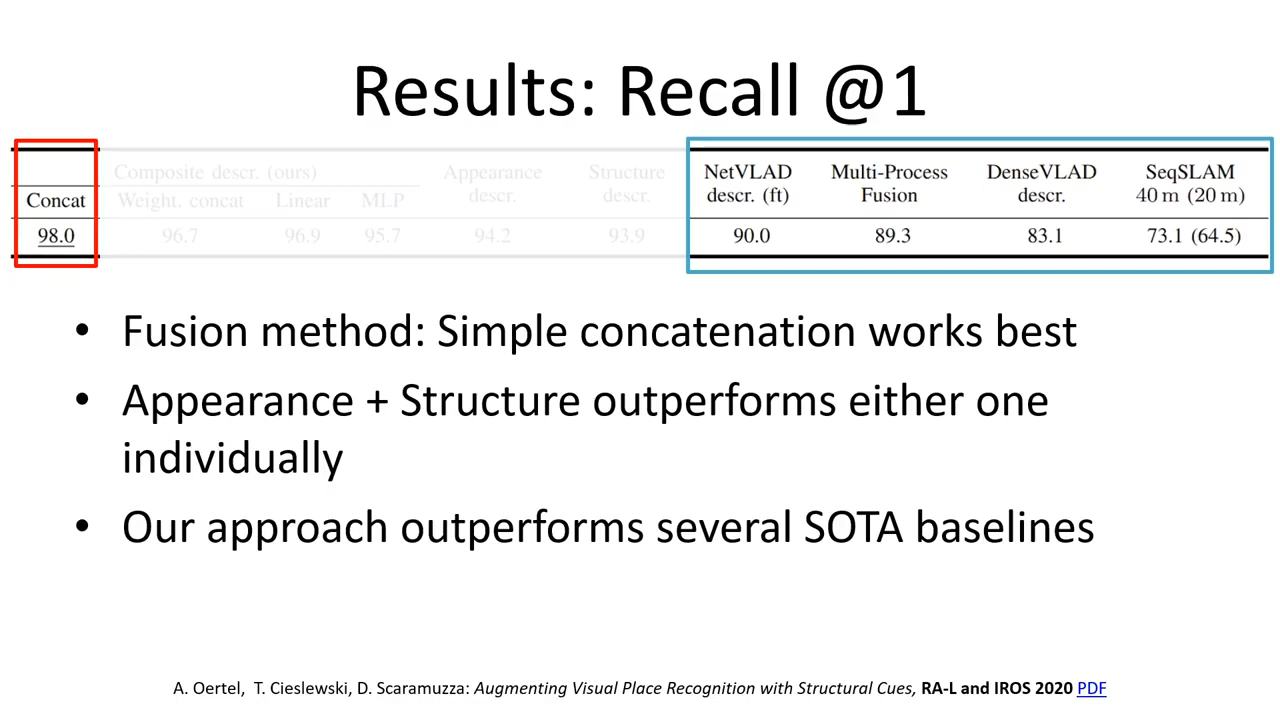 Results: Recall @1
Composite descr. (ours) Appearance descr. Structure descr. NetVLAD descr. (ft) Multi-Process Fusion DenseVLAD descr. SeqSLAM 40 m (20 m)
Concat Weight. concat Linear MLP
98.0 96.7 96.9 95.7 94.2 93.9 90.0 89.3 83.1 73.1 (64.5)
• Fusion method: Simple concatenation works best
• Appearance + Structure outperforms either one
individually
• Our approach outperforms several SOTA baselines
A. Oertel, T. Cieslewski, D. Scaramuzza: Augmenting Visual Place Recognition with Structural Cues, RA-L and IROS 2020 PDF